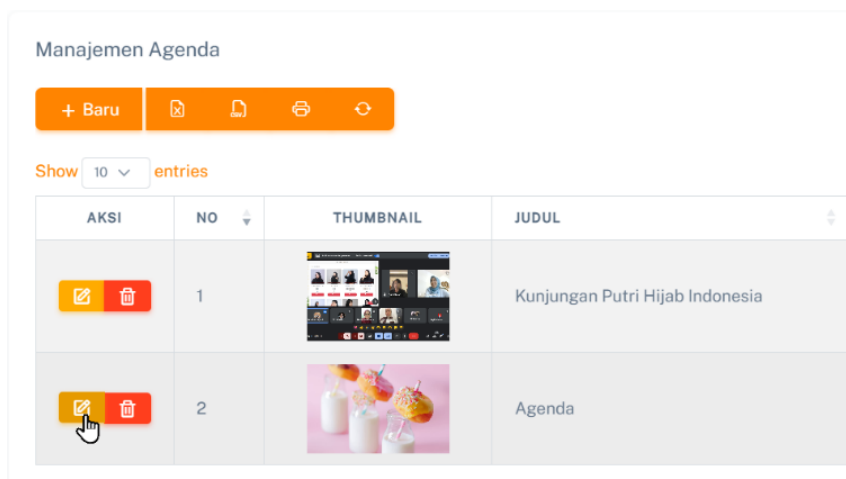 Manajemen Agenda
+ Baru
Show 10 entries
AKSI NO THUMBNAIL JUDUL
1 Kunjungan Putri Hijab Indonesia
2 Agenda